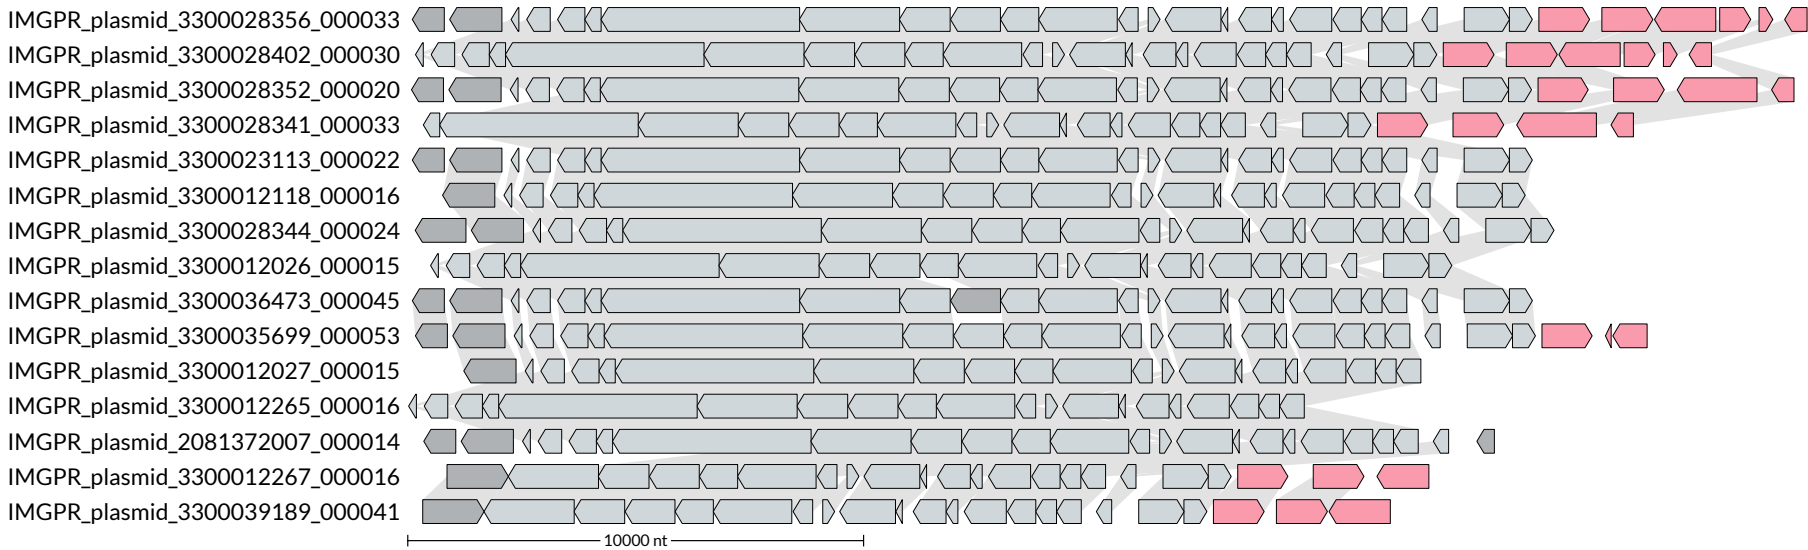 IMGPR_plasmid_3300028356_000033
IMGPR_plasmid_3300028402_000030
IMGPR_plasmid_3300028352_000020
IMGPR_plasmid_3300028341_000033
IMGPR_plasmid_3300023113_000022
IMGPR_plasmid_3300012118_000016
IMGPR_plasmid_3300028344_000024
IMGPR_plasmid_3300012026_000015
IMGPR_plasmid_3300036473_000045
IMGPR_plasmid_3300035699_000053
IMGPR_plasmid_3300012027_000015
IMGPR_plasmid_3300012265_000016
IMGPR_plasmid_2081372007_000014
IMGPR_plasmid_3300012267_000016
IMGPR_plasmid_3300039189_000041
10000 nt